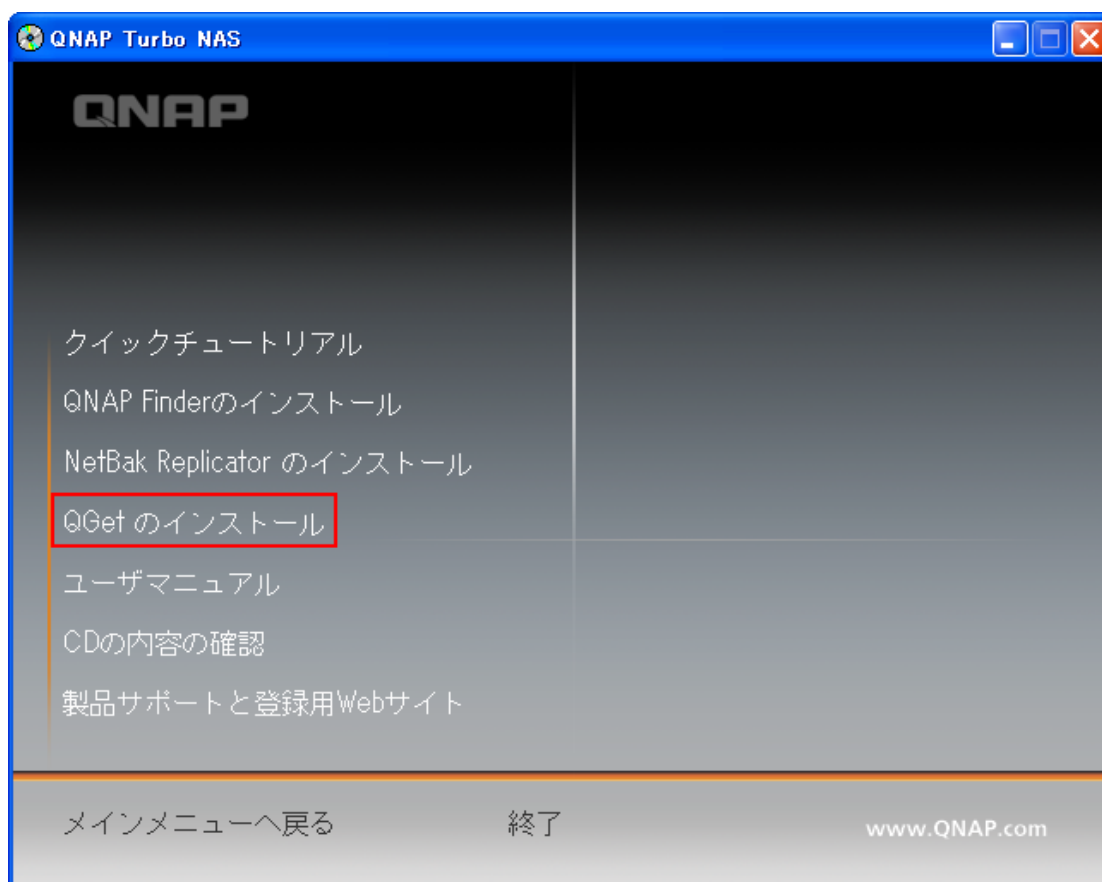 QNAP Turbo NAS
QNAP
クイックチュートリアル
QNAP Finderのインストール
NetBak Replicator のインストール
QGet のインストール
ユーザマニュアル
CDの内容の確認
製品サポートと登録用Webサイト
メインメニューへ戻る
終了
www.QNAP.com